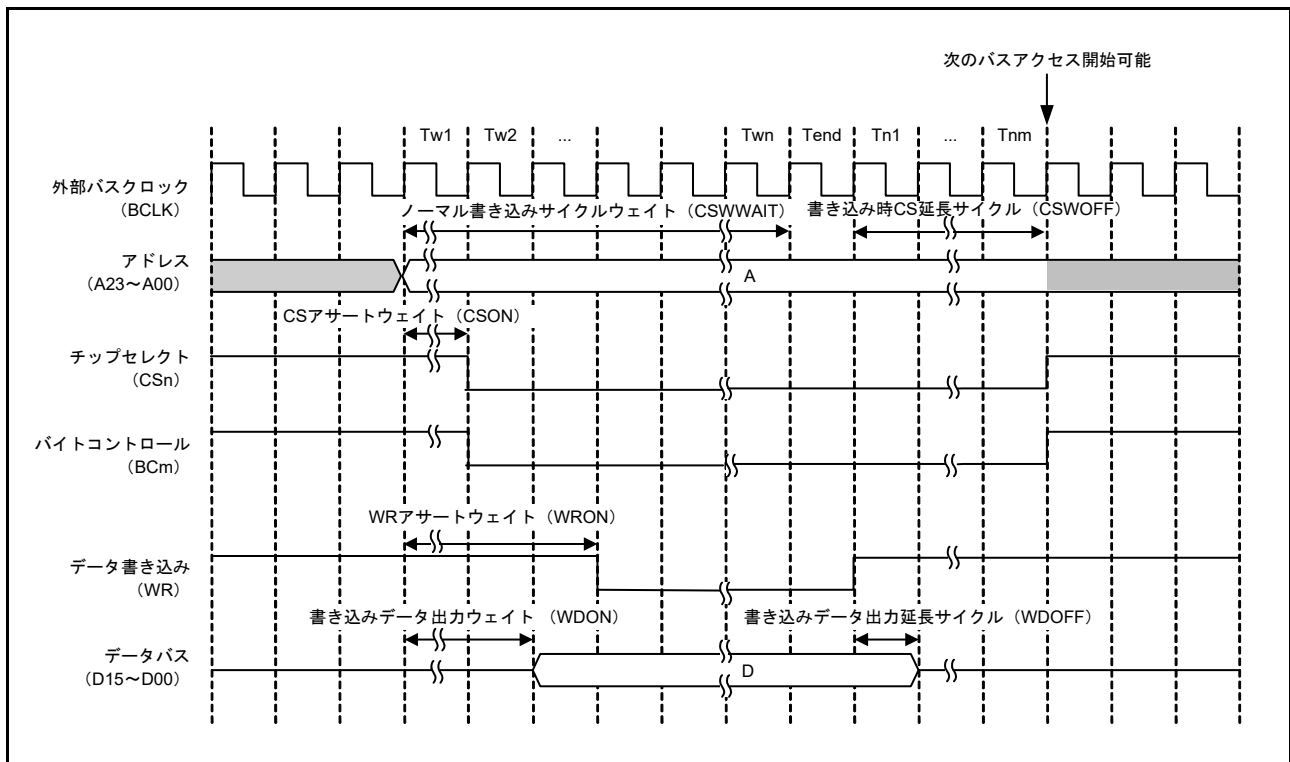 次のバスアクセス開始可能
Tw1 Tw2 ... Twn Tend Tn1 ... Tnm
外部バスクロック
(BCLK)
ノーマル書き込みサイクルウェイト（CSWWAIT）
書き込み時CS延長サイクル（CSWOFF）
アドレス
（A23～A00）
A
CSアサートウェイト（CSON）
チップセレクト
（CSn）
バイトコントロール
（BCm）
WRアサートウェイト（WRON）
データ書き込み
（WR）
書き込みデータ出力ウェイト（WDON）
書き込みデータ出力延長サイクル（WDOFF）
データバス
（D15～D00）
D